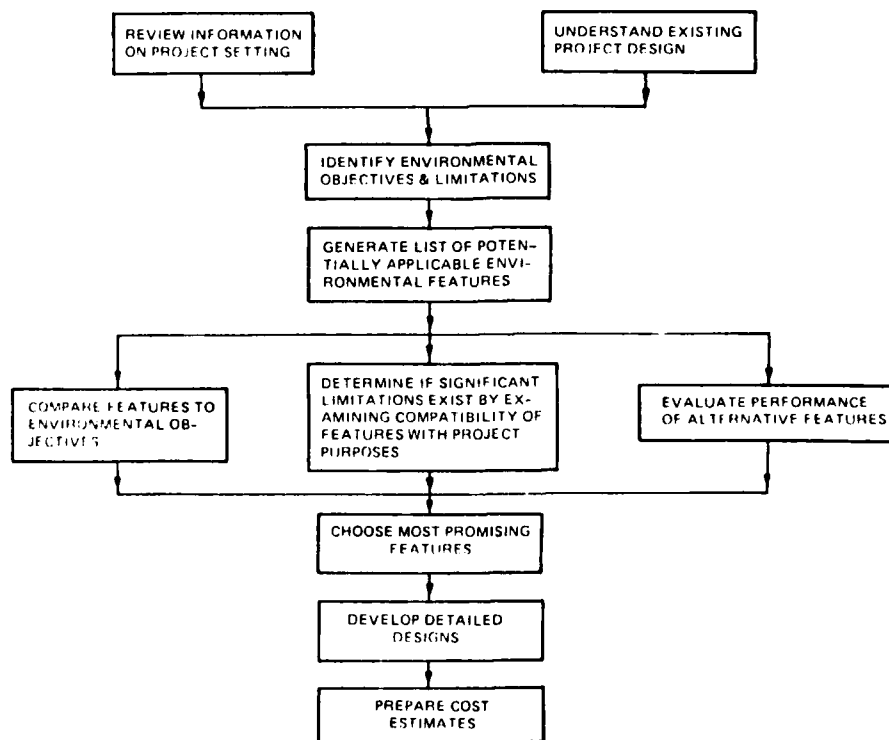 REVIEW INFORMATION
ON PROJECT SETTING
UNDERSTAND EXISTING
PROJECT DESIGN
IDENTIFY ENVIRONMENTAL
OBJECTIVES & LIMITATIONS
GENERATE LIST OF POTEN-
TIALLY APPLICABLE ENVI-
RONMENTAL FEATURES
COMPARE FEATURES TO
ENVIRONMENTAL OB-
JECTIVES
DETERMINE IF SIGNIFICANT
LIMITATIONS EXIST BY EX-
AMINING COMPATIBILITY OF
FEATURES WITH PROJECT
PURPOSES
EVALUATE PERFORMANCE
OF ALTERNATIVE FEATURES
CHOOSE MOST PROMISING
FEATURES
DEVELOP DETAILED
DESIGNS
PREPARE COST
ESTIMATES